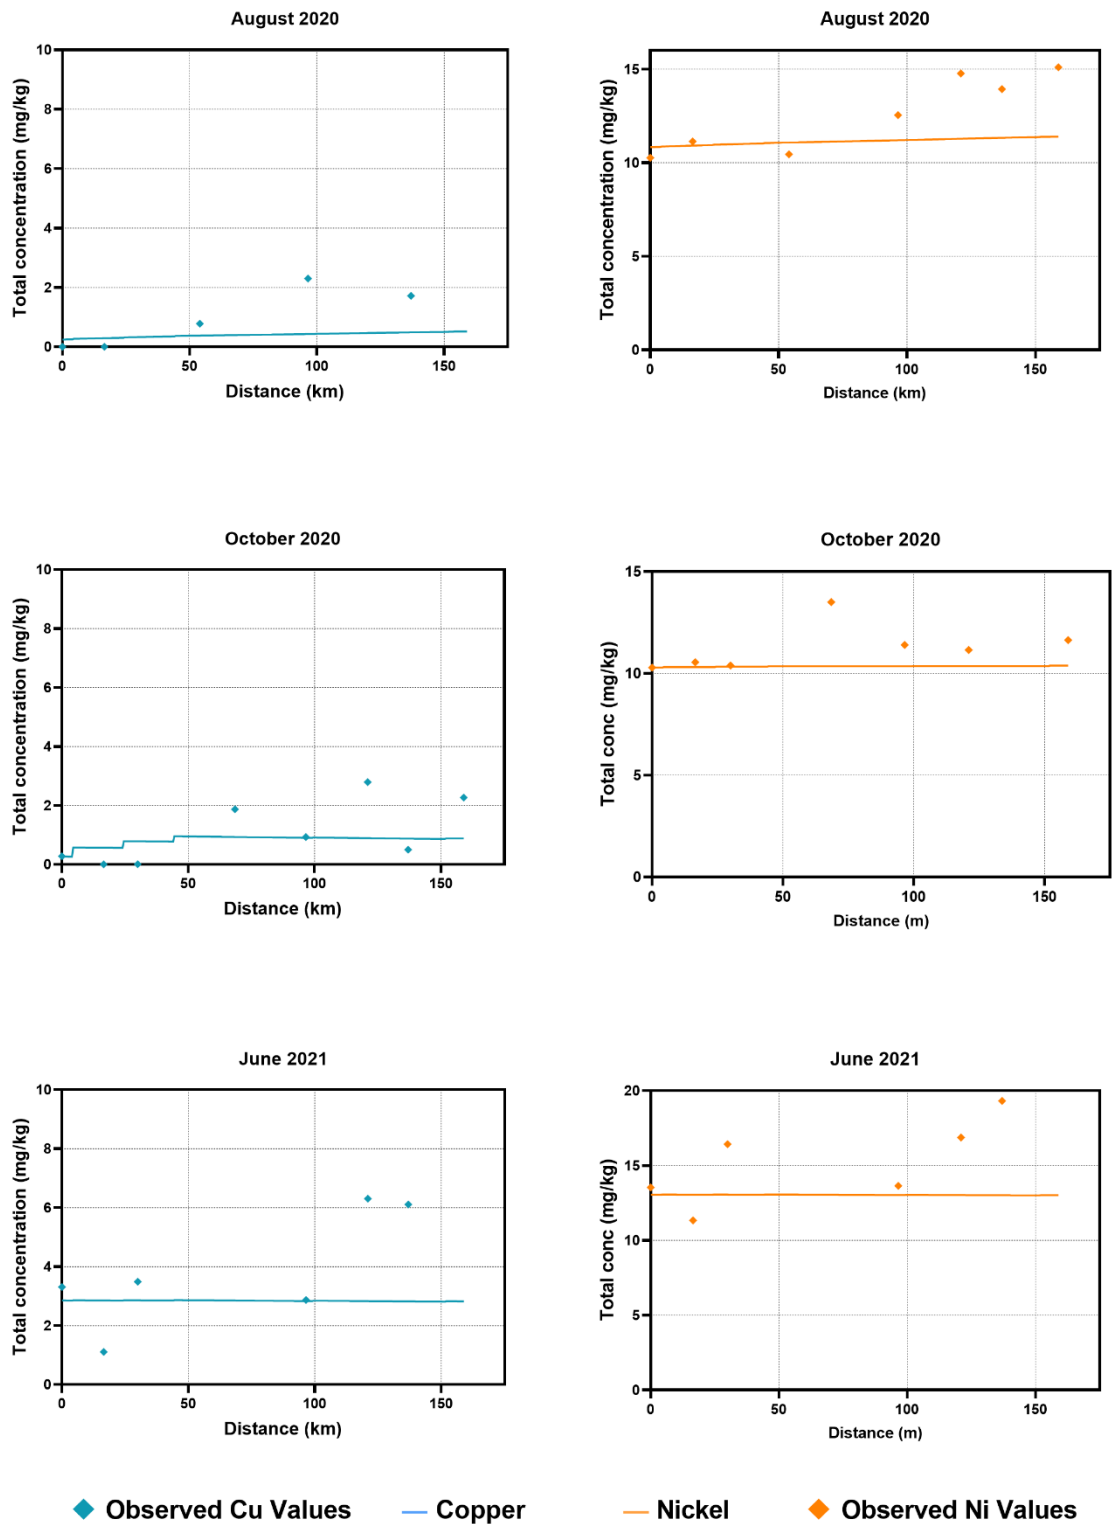 August 2020
Total concentration (mg/kg)
10
8
6
4
2
0
0 50 100 150
Distance (km)
August 2020
Total concentration (mg/kg)
15
10
5
0
0 50 100 150
Distance (km)
October 2020
Total concentration (mg/kg)
10
8
6
4
2
0
0 50 100 150
Distance (km)
October 2020
Total conc (mg/kg)
15
10
5
0
0 50 100 150
Distance (m)
June 2021
Total concentration (mg/kg)
10
8
6
4
2
0
0 50 100 150
Distance (km)
June 2021
Total conc (mg/kg)
20
15
10
5
0
0 50 100 150
Distance (m)
Observed Cu Values Copper Nickel Observed Ni Values